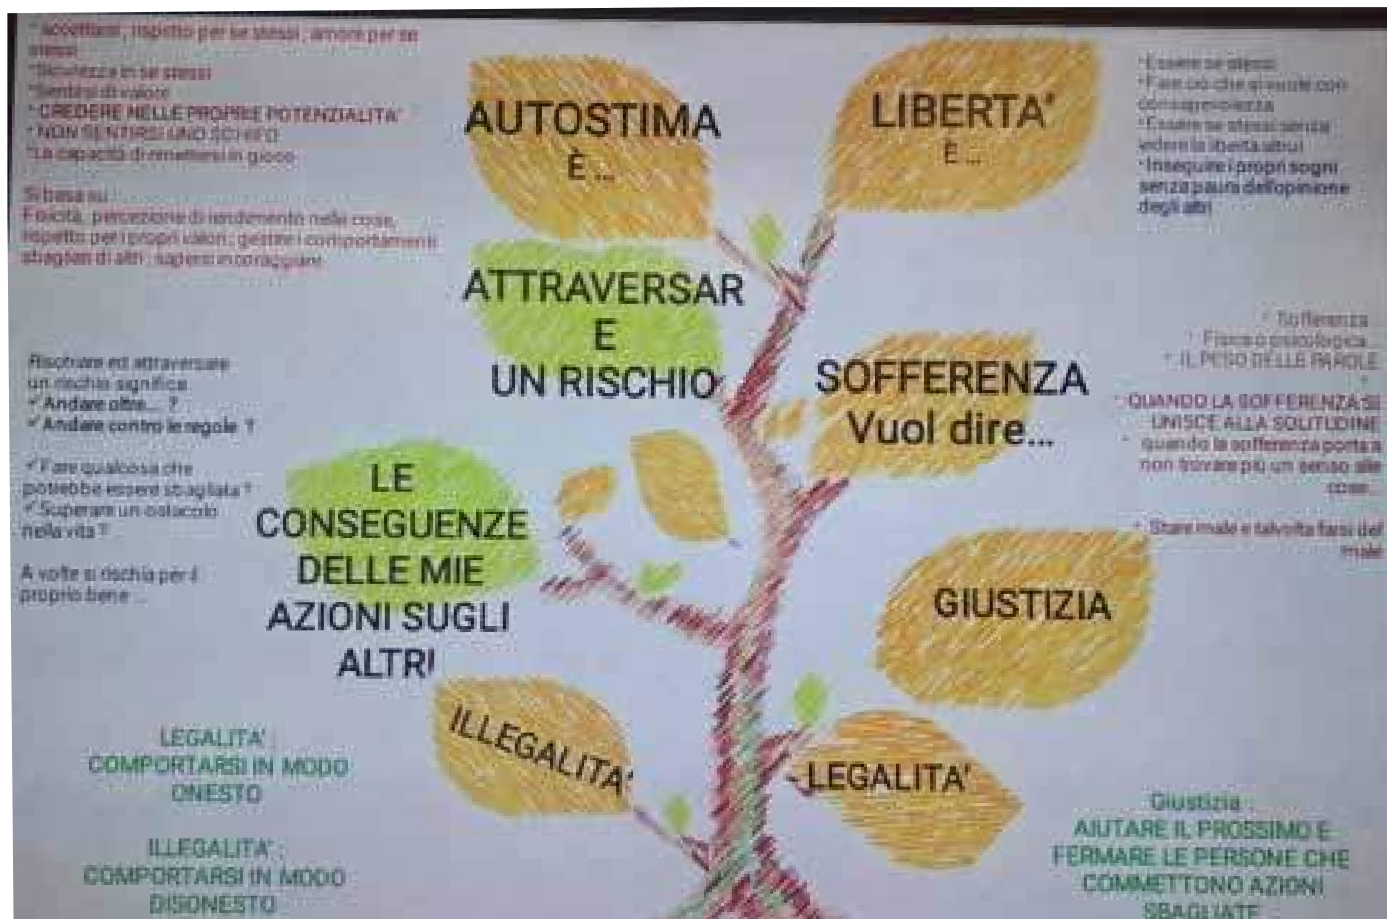 * accettarsi, rispetto per se stessi, amore per se
stessi
*Sicurezza in se stessi
*Sentirsi di valore
* CREDERE NELLE PROPRIE POTENZIALITA'
* NON SENTIRSI UNO SCHIFO
*La capacità di rimettersi in gioco
Si basa su
Fisicità, percezione di rendimento nelle cose,
rispetto per i propri valori; gestire i comportamenti
sbagliati di altri; sapersi incoraggiare
AUTOSTIMA
È ...
LIBERTA'
È ...
*Essere se stessi
*Fare ciò che si vuole con
consapevolezza
*Essere se stessi senza
ledere la libertà altrui
*Inseguire i propri sogni
senza paura dell'opinione
degli altri
ATTRAVERSAR
E
UN RISCHIO
Rischiare ed attraversare
un rischio significa
✓Andare oltre... ?
✓Andare contro le regole ?
✓Fare qualcosa che
potrebbe essere sbagliata ?
✓Superare un ostacolo
nella vita ?
A volte si rischia per il
proprio bene ...
SOFFERENZA
Vuol dire...
* Sofferenza
* Fisica o psicologica...
* IL PESO DELLE PAROLE
*
* QUANDO LA SOFFERENZA SI
UNISCE ALLA SOLITUDINE
* quando la sofferenza porta a
non trovare più un senso alle
cose...
* Stare male e talvolta farsi del
male
LE
CONSEGUENZE
DELLE MIE
AZIONI SUGLI
ALTRI
GIUSTIZIA
ILLEGALITA'
LEGALITA'
LEGALITA' :
COMPORTARSI IN MODO
ONESTO
ILLEGALITA' :
COMPORTARSI IN MODO
DISONESTO
Giustizia :
AIUTARE IL PROSSIMO E
FERMARE LE PERSONE CHE
COMMETTONO AZIONI
SBAGLIATE